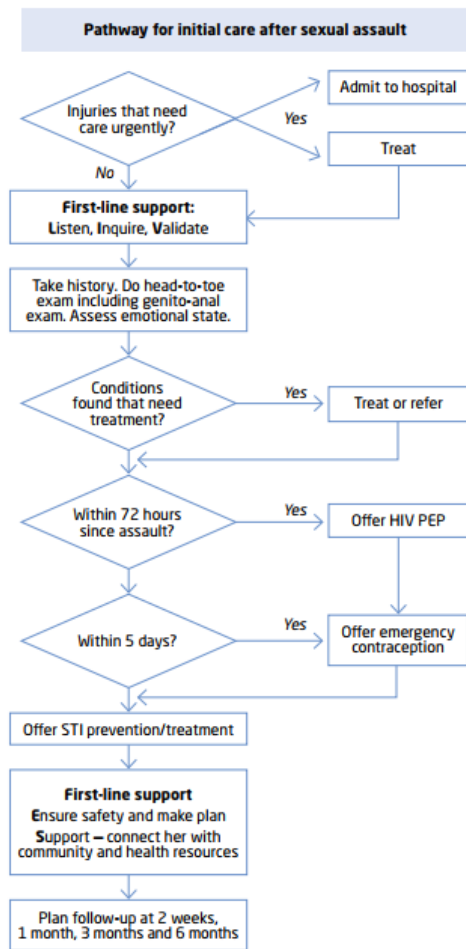 Pathway for initial care after sexual assault
Injuries that need
care urgently?
Admit to hospital
Yes
Treat
No
First-line support:
Listen, Inquire, Validate
Take history. Do head-to-toe
exam including genito-anal
exam. Assess emotional state.
Conditions
found that need
treatment?
Yes
Treat or refer
Within 72 hours
since assault?
Yes
Offer HIV PEP
Within 5 days?
Yes
Offer emergency
contraception
Offer STI prevention/treatment
First-line support
Ensure safety and make plan
Support — connect her with
community and health resources
Plan follow-up at 2 weeks,
1 month, 3 months and 6 months